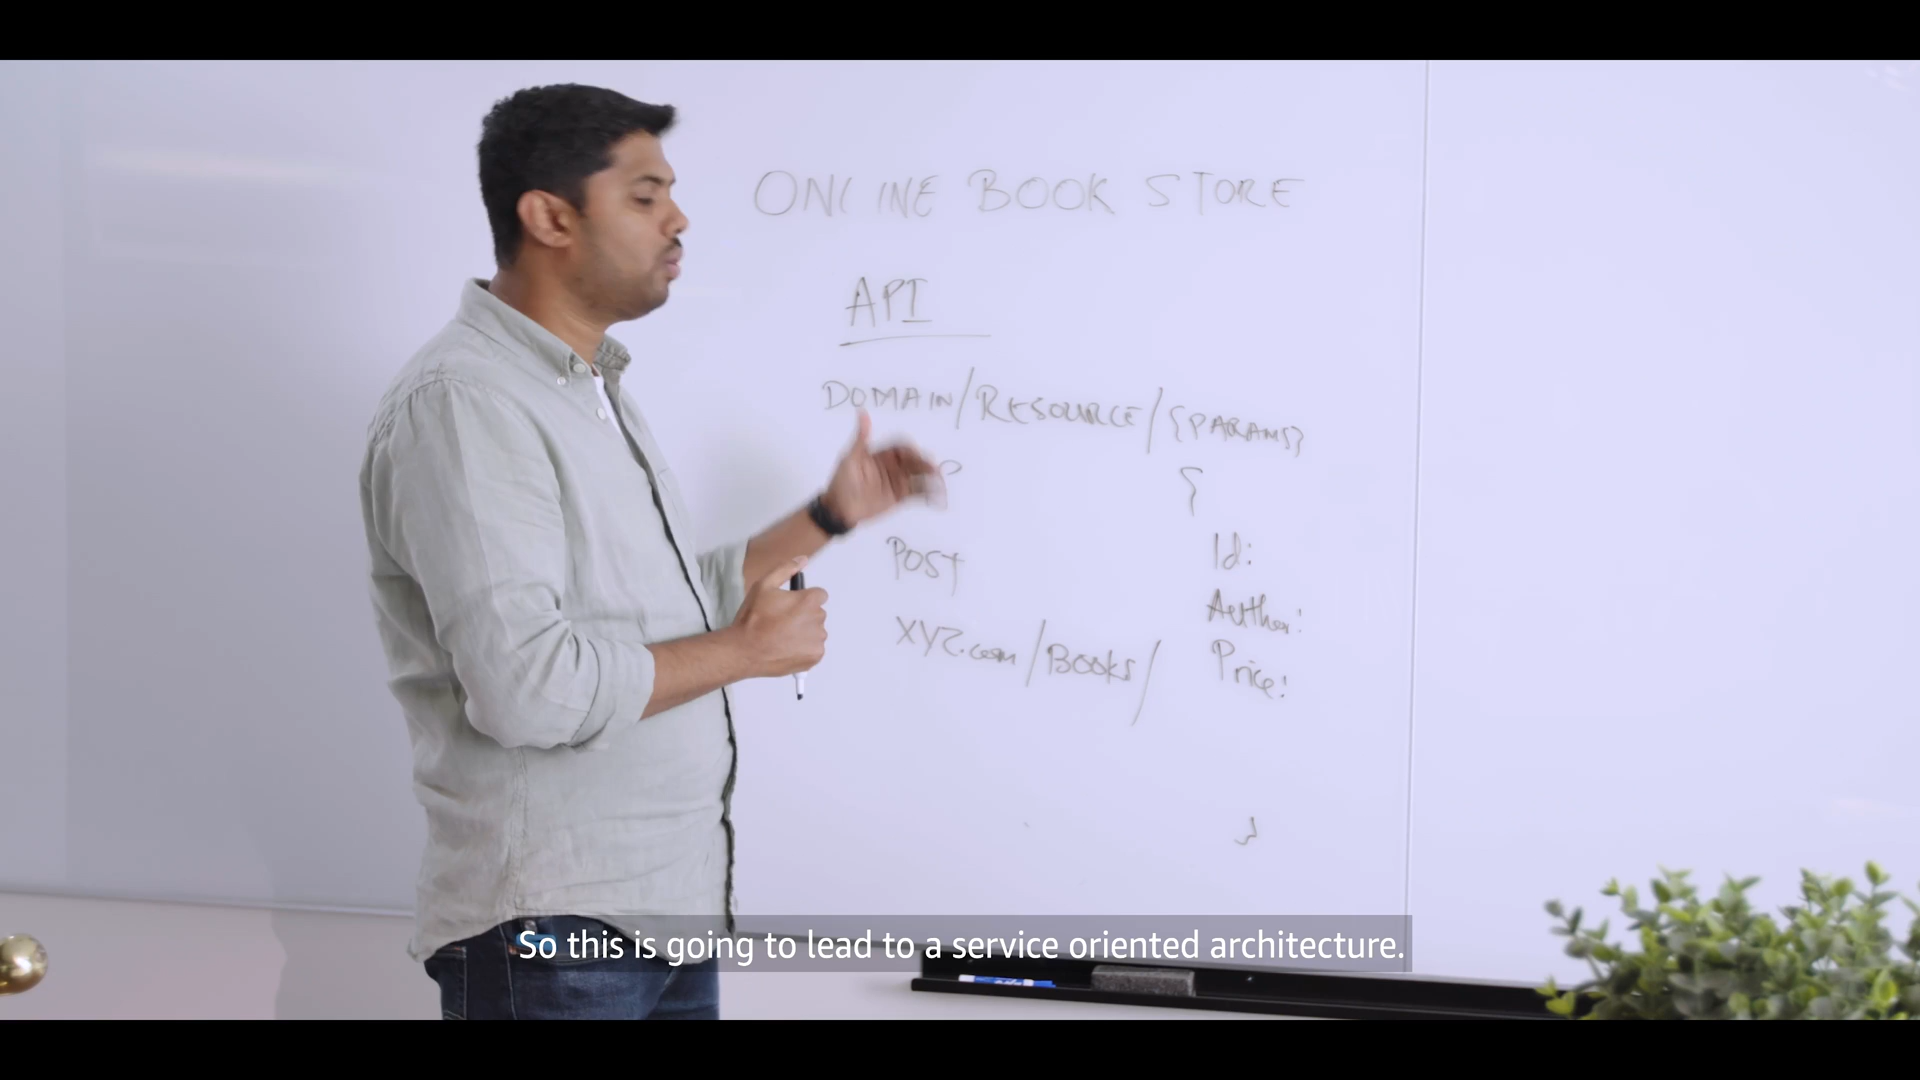 ONLINE BOOK STORE
API
DOMAIN/RESOURCE/{PARAMS}
{
POST
Id:
Author:
XYZ.com/Books/
Price:
}
So this is going to lead to a service oriented architecture.